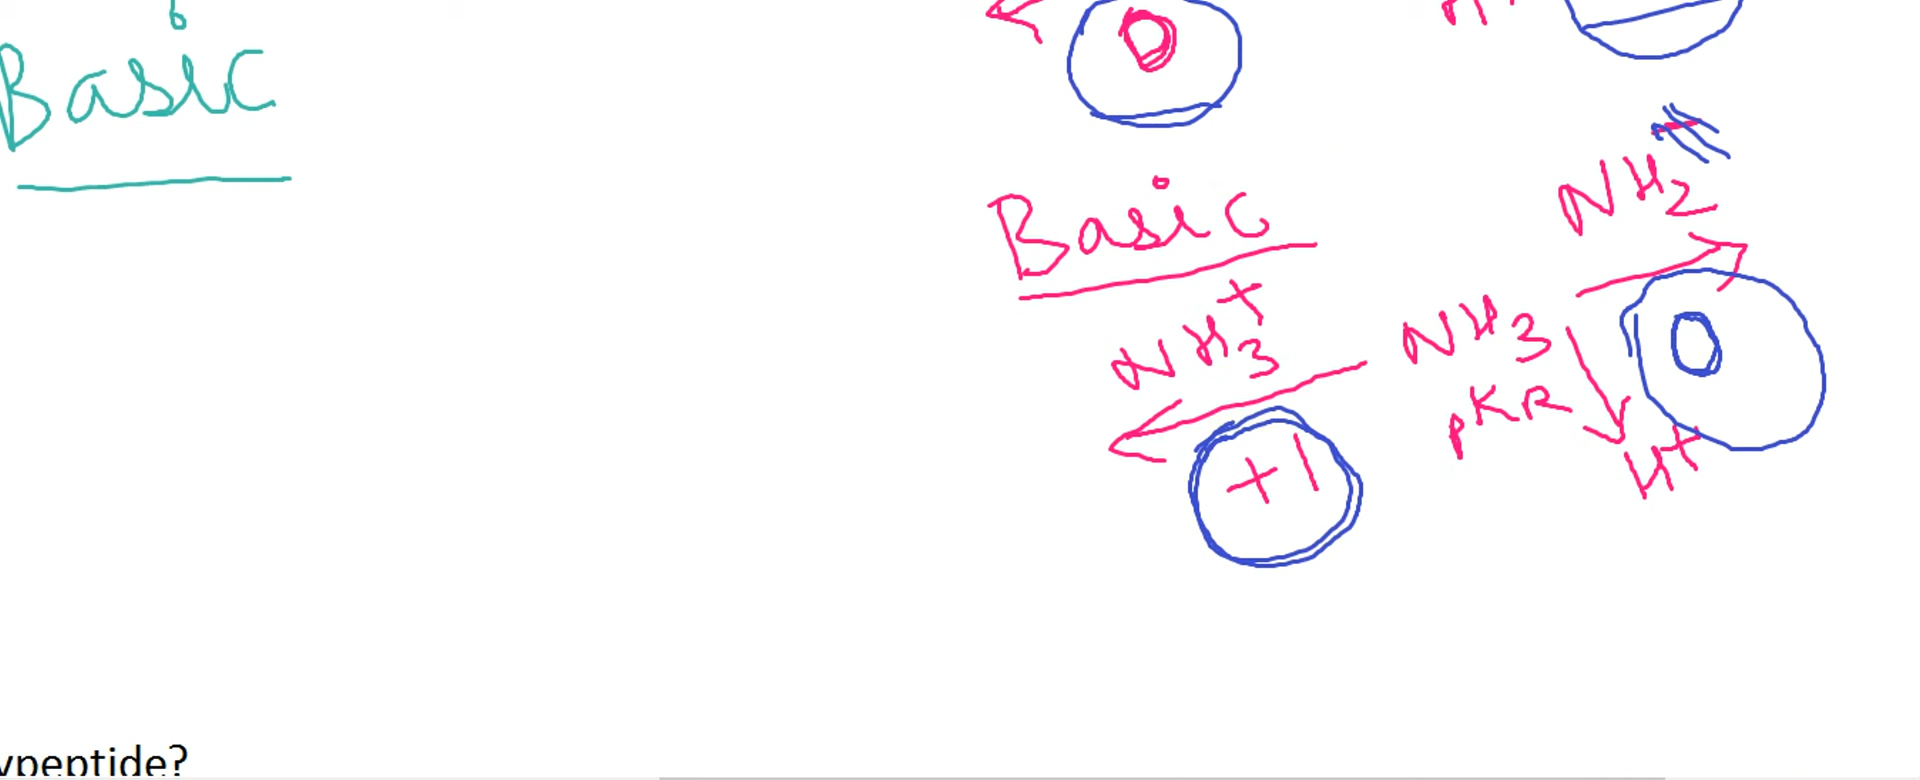 Basic
0
Basic
NH2
NH3+
NH3
0
pKR
H+
+1
ypeptide?